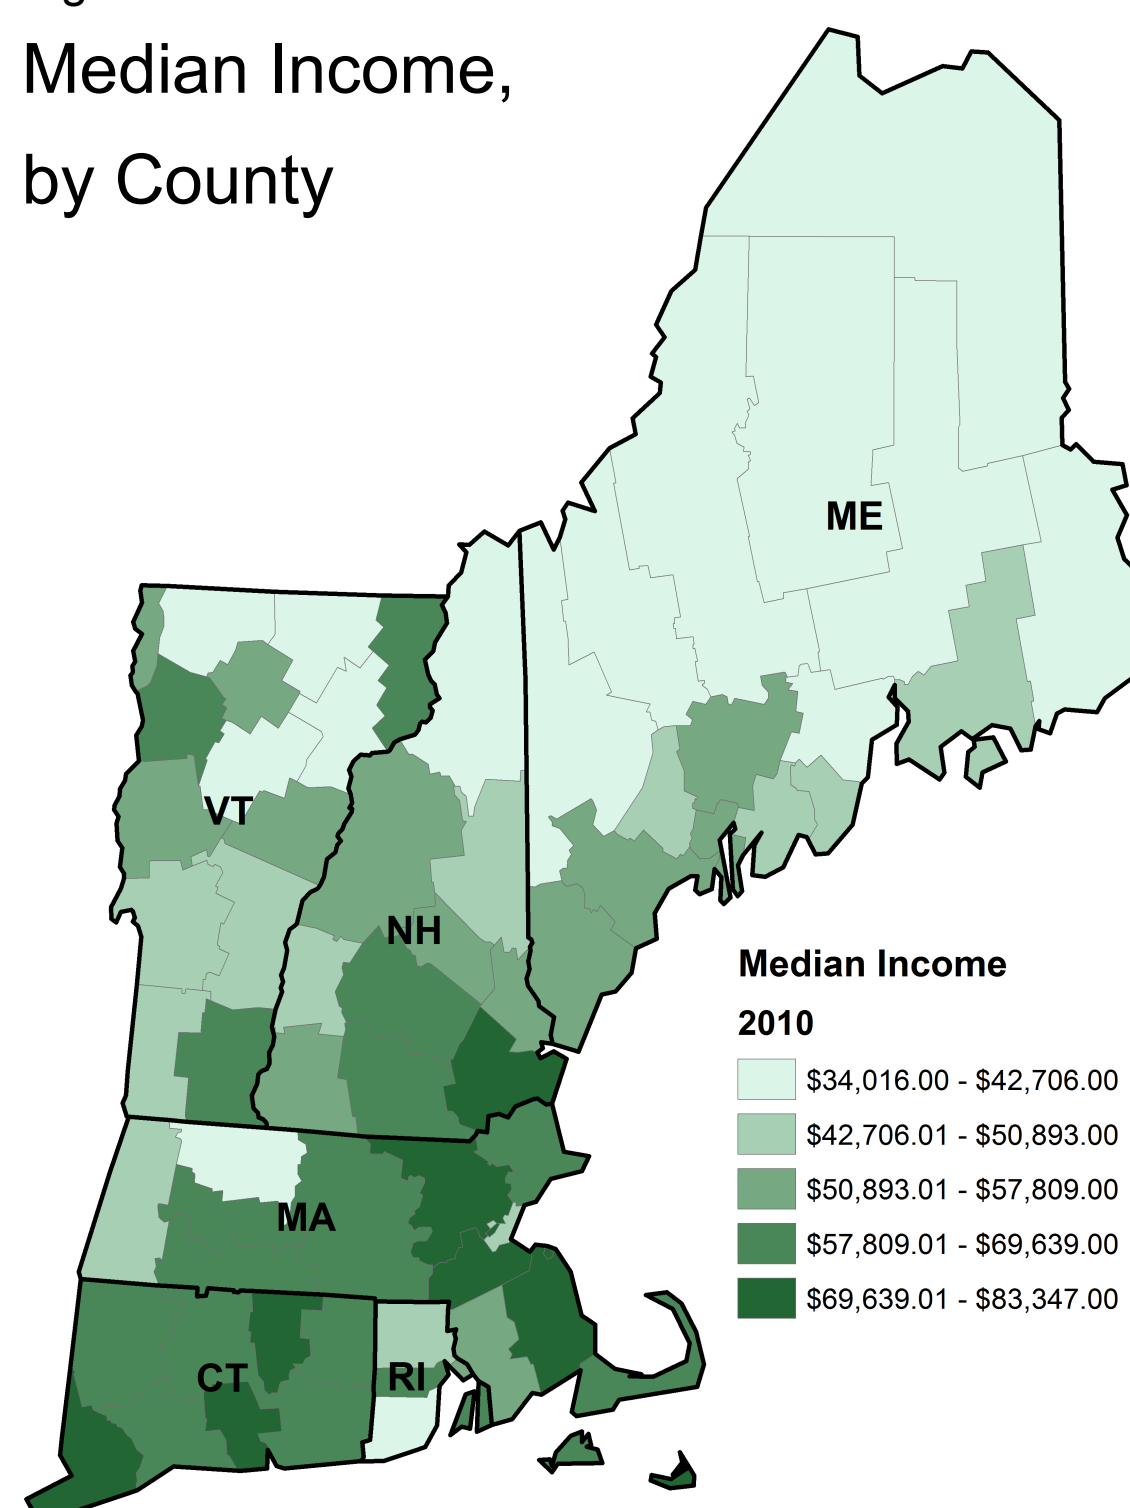 Median Income,
by County
ME
VT
NH
Median Income
2010
$34,016.00 - $42,706.00
$42,706.01 - $50,893.00
$50,893.01 - $57,809.00
$57,809.01 - $69,639.00
$69,639.01 - $83,347.00
MA
CT
RI